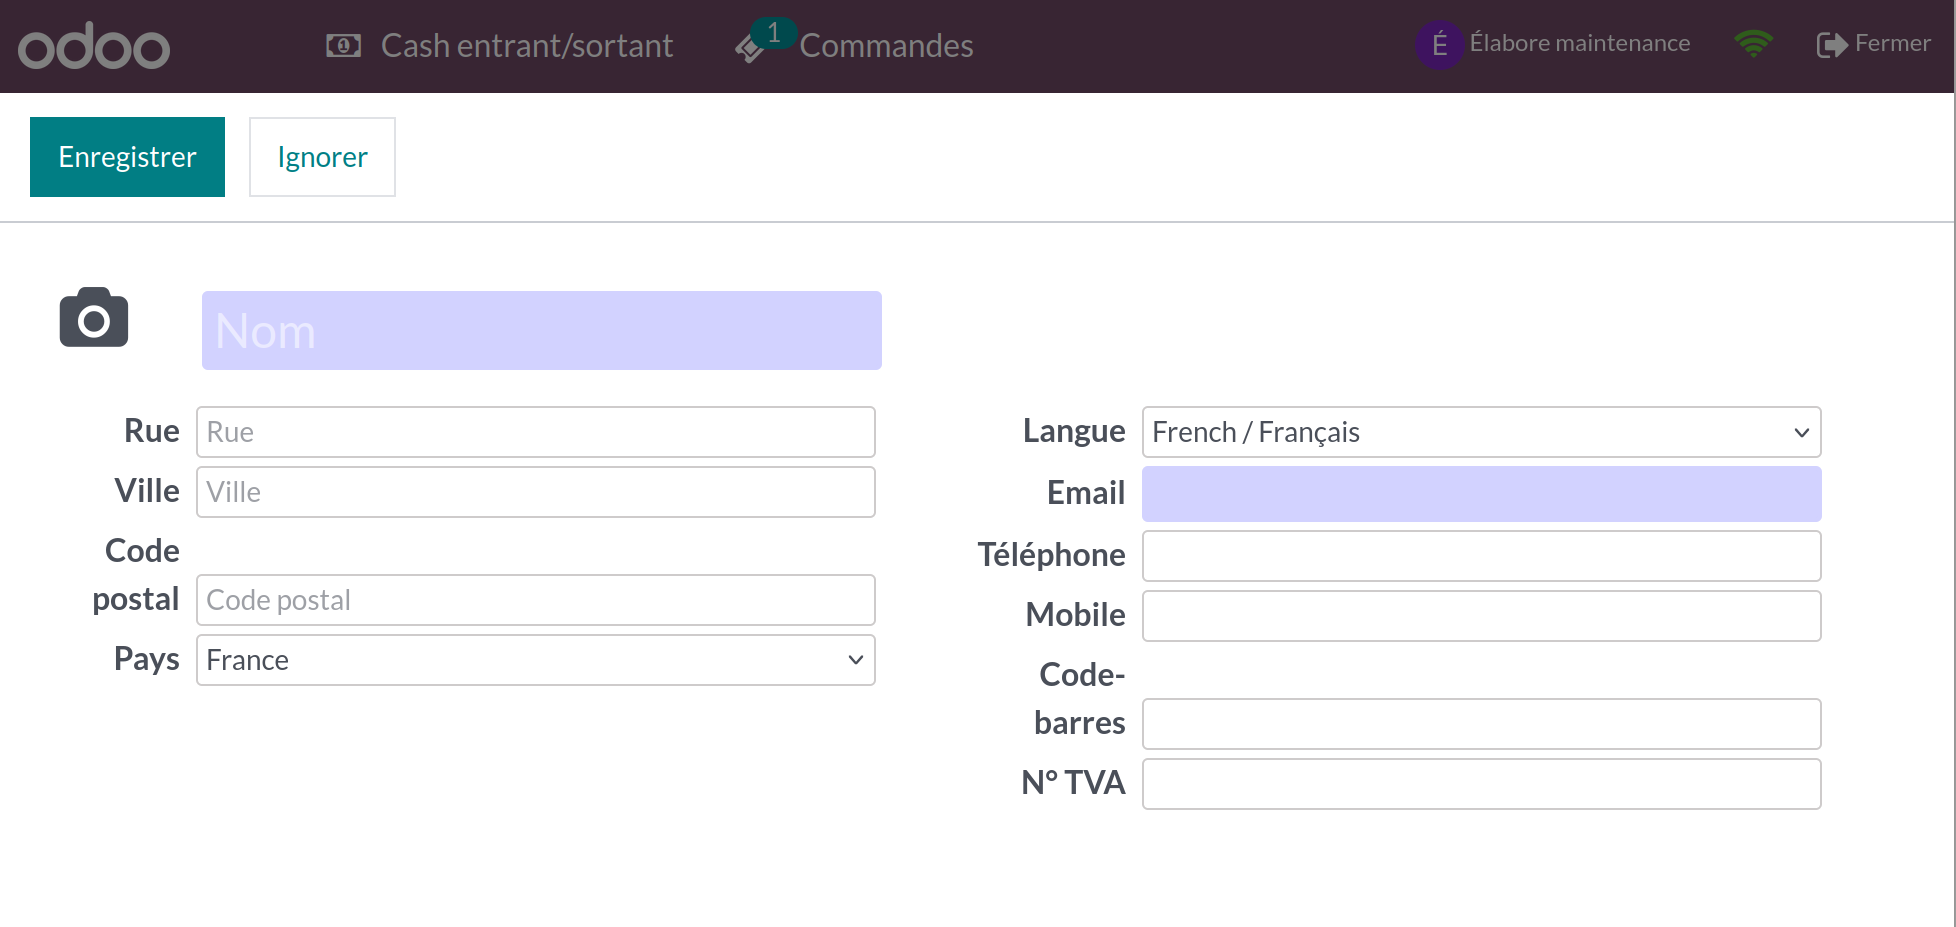 odoo
Cash entrant/sortant
1
Commandes
É
Élabore maintenance
Fermer
Enregistrer
Ignorer
Nom
Rue
Rue
Ville
Ville
Code
postal
Code postal
Pays
France
Langue
French / Français
Email
Téléphone
Mobile
Code-
barres
N° TVA